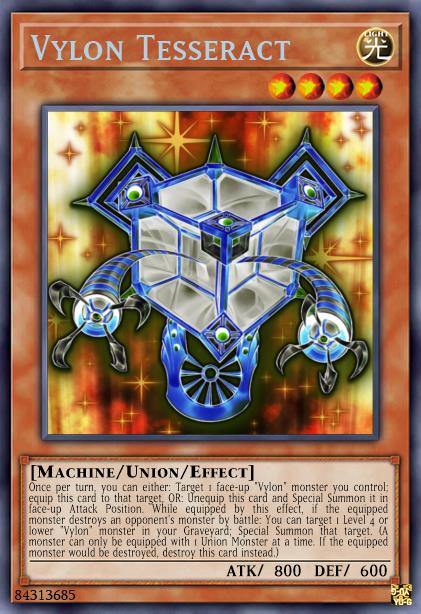 Vylon Tesseract
LIGHT
光
[Machine/Union/Effect]
Once per turn, you can either: Target 1 face-up "Vylon" monster you control;
equip this card to that target, OR: Unequip this card and Special Summon it in
face-up Attack Position. "While equipped by this effect, if the equipped
monster destroys an opponent's monster by battle: You can target 1 Level 4 or
lower "Vylon" monster in your Graveyard; Special Summon that target. (A
monster can only be equipped with 1 Union Monster at a time. If the equipped
monster would be destroyed, destroy this card instead.)
ATK/ 800 DEF/ 600
84313685